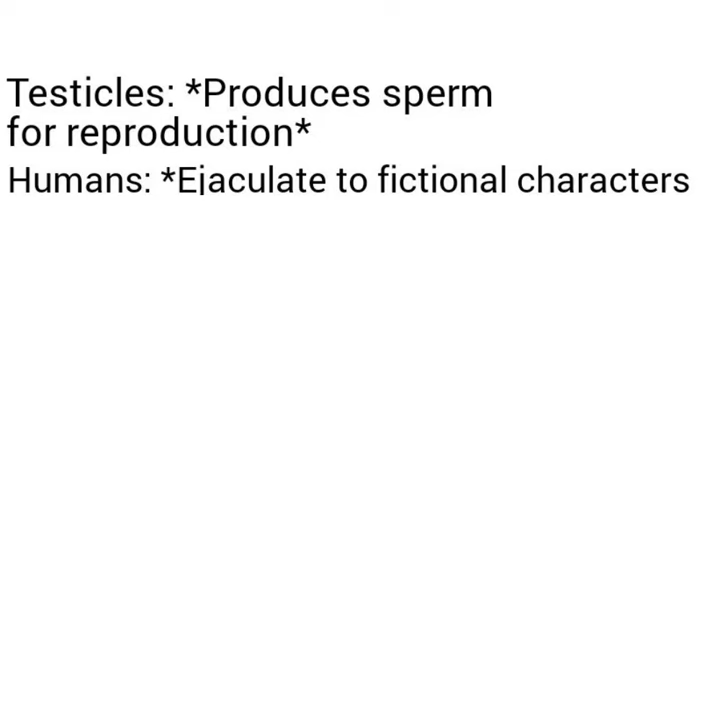 Testicles: *Produces sperm
for reproduction*
Humans: *Ejaculate to fictional characters